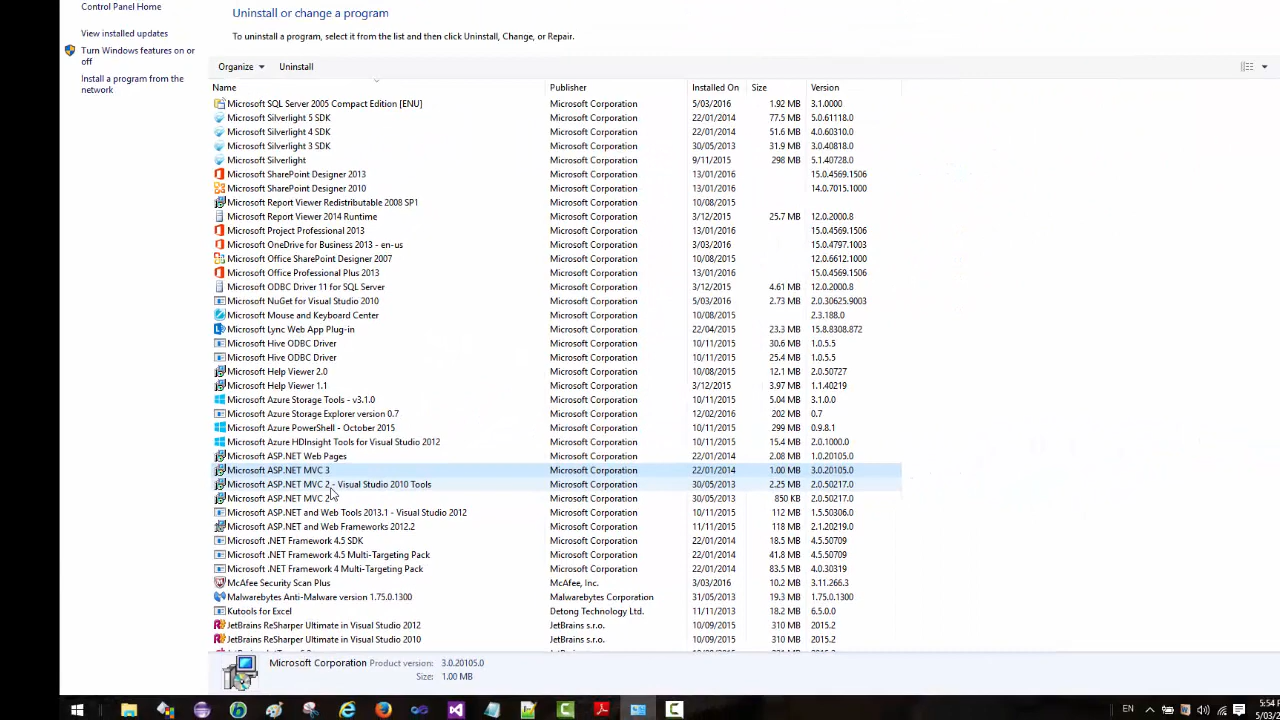 Control Panel Home
View installed updates
Turn Windows features on or
off
Install a program from the
network
Uninstall or change a program
To uninstall a program, select it from the list and then click Uninstall, Change, or Repair.
Organize Uninstall
Name Publisher Installed On Size Version
Microsoft SQL Server 2005 Compact Edition [ENU] Microsoft Corporation 5/03/2016 1.92 MB 3.1.0000
Microsoft Silverlight 5 SDK Microsoft Corporation 22/01/2014 77.5 MB 5.0.61118.0
Microsoft Silverlight 4 SDK Microsoft Corporation 22/01/2014 51.6 MB 4.0.60310.0
Microsoft Silverlight 3 SDK Microsoft Corporation 30/05/2013 31.9 MB 3.0.40818.0
Microsoft Silverlight Microsoft Corporation 9/11/2015 298 MB 5.1.40728.0
Microsoft SharePoint Designer 2013 Microsoft Corporation 13/01/2016 15.0.4569.1506
Microsoft SharePoint Designer 2010 Microsoft Corporation 13/01/2016 14.0.7015.1000
Microsoft Report Viewer Redistributable 2008 SP1 Microsoft Corporation 10/08/2015
Microsoft Report Viewer 2014 Runtime Microsoft Corporation 3/12/2015 25.7 MB 12.0.2000.8
Microsoft Project Professional 2013 Microsoft Corporation 13/01/2016 15.0.4569.1506
Microsoft OneDrive for Business 2013 - en-us Microsoft Corporation 3/03/2016 15.0.4797.1003
Microsoft Office SharePoint Designer 2007 Microsoft Corporation 10/08/2015 12.0.6612.1000
Microsoft Office Professional Plus 2013 Microsoft Corporation 13/01/2016 15.0.4569.1506
Microsoft ODBC Driver 11 for SQL Server Microsoft Corporation 3/12/2015 4.61 MB 12.0.2000.8
Microsoft NuGet for Visual Studio 2010 Microsoft Corporation 5/03/2016 2.73 MB 2.0.30625.9003
Microsoft Mouse and Keyboard Center Microsoft Corporation 10/08/2015 2.3.188.0
Microsoft Lync Web App Plug-in Microsoft Corporation 22/04/2015 23.3 MB 15.8.8308.872
Microsoft Hive ODBC Driver Microsoft Corporation 10/11/2015 30.6 MB 1.0.5.5
Microsoft Hive ODBC Driver Microsoft Corporation 10/11/2015 25.4 MB 1.0.5.5
Microsoft Help Viewer 2.0 Microsoft Corporation 10/08/2015 12.1 MB 2.0.50727
Microsoft Help Viewer 1.1 Microsoft Corporation 3/12/2015 3.97 MB 1.1.40219
Microsoft Azure Storage Tools - v3.1.0 Microsoft Corporation 10/11/2015 5.04 MB 3.1.0.0
Microsoft Azure Storage Explorer version 0.7 Microsoft Corporation 12/02/2016 202 MB 0.7
Microsoft Azure PowerShell - October 2015 Microsoft Corporation 10/11/2015 299 MB 0.9.8.1
Microsoft Azure HDInsight Tools for Visual Studio 2012 Microsoft Corporation 10/11/2015 15.4 MB 2.0.1000.0
Microsoft ASP.NET Web Pages Microsoft Corporation 22/01/2014 2.08 MB 1.0.20105.0
Microsoft ASP.NET MVC 3 Microsoft Corporation 22/01/2014 1.00 MB 3.0.20105.0
Microsoft ASP.NET MVC 2 - Visual Studio 2010 Tools Microsoft Corporation 30/05/2013 2.25 MB 2.0.50217.0
Microsoft ASP.NET MVC 2 Microsoft Corporation 30/05/2013 850 KB 2.0.50217.0
Microsoft ASP.NET and Web Tools 2013.1 - Visual Studio 2012 Microsoft Corporation 10/11/2015 112 MB 1.5.50306.0
Microsoft ASP.NET and Web Frameworks 2012.2 Microsoft Corporation 11/11/2015 118 MB 2.1.20219.0
Microsoft .NET Framework 4.5 SDK Microsoft Corporation 22/01/2014 18.5 MB 4.5.50709
Microsoft .NET Framework 4.5 Multi-Targeting Pack Microsoft Corporation 22/01/2014 41.8 MB 4.5.50709
Microsoft .NET Framework 4 Multi-Targeting Pack Microsoft Corporation 22/01/2014 83.5 MB 4.0.30319
McAfee Security Scan Plus McAfee, Inc. 3/03/2016 10.2 MB 3.11.266.3
Malwarebytes Anti-Malware version 1.75.0.1300 Malwarebytes Corporation 31/05/2013 19.3 MB 1.75.0.1300
Kutools for Excel Detong Technology Ltd. 11/11/2013 18.2 MB 6.5.0.0
JetBrains ReSharper Ultimate in Visual Studio 2012 JetBrains s.r.o. 10/09/2015 310 MB 2015.2
JetBrains ReSharper Ultimate in Visual Studio 2010 JetBrains s.r.o. 10/09/2015 310 MB 2015.2
Microsoft Corporation Product version: 3.0.20105.0
Size: 1.00 MB
EN 5:54